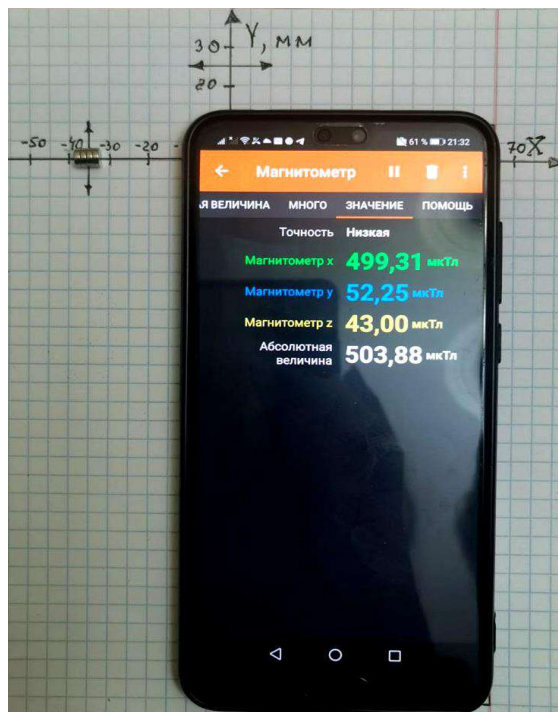 30 Y, мм
20
-50 -40 -30 -20 70 X
61 % 21:32
Магнитометр
Я ВЕЛИЧИНА МНОГО ЗНАЧЕНИЕ ПОМОЩЬ
Точность Низкая
Магнитометр x 499,31 мкТл
Магнитометр y 52,25 мкТл
Магнитометр z 43,00 мкТл
Абсолютная
величина 503,88 мкТл